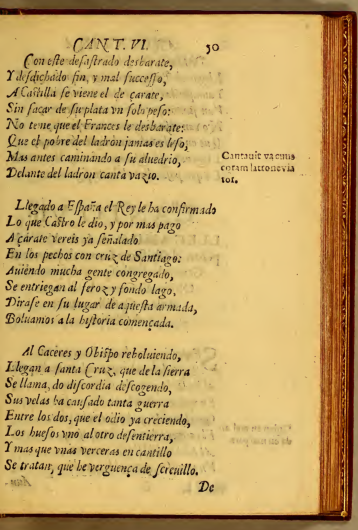 CANT. VI. 50
Con este desastrado desbarate,
Y desdichado fin, y mal successo,
A Castilla se viene el de çarate,
Sin sacar de su plata vn solo peso:
No teme que el Frances le desbarate:
Que el pobre del ladron jamas es leso;
Mas antes caminando a su aluedrio,
Delante del ladron canta vazio.
Cantauit vacuus
coram latrone via
tor.
Llegado a España el Rey le ha confirmado
Lo que Castro le dio, y por mas pago
A çarate vereis ya señalado
En los pechos con cruz de Santiago:
Auiendo mucha gente congregado,
Se entriegan al feroz y fondo lago,
Dirase en su lugar de aquesta armada,
Boluamos a la historia començada.
Al Caceres y Obispo reboluiendo,
Llegan a santa Cruz, que de la sierra
Se llama, do discordia descogendo,
Sus velas ha causado tanta guerra
Entre los dos, que el odio ya creciendo,
Los huesos vno al otro desentierra,
Y mas que vnas verceras en cantillo
Se tratan, que he verguença de screuillo.
De